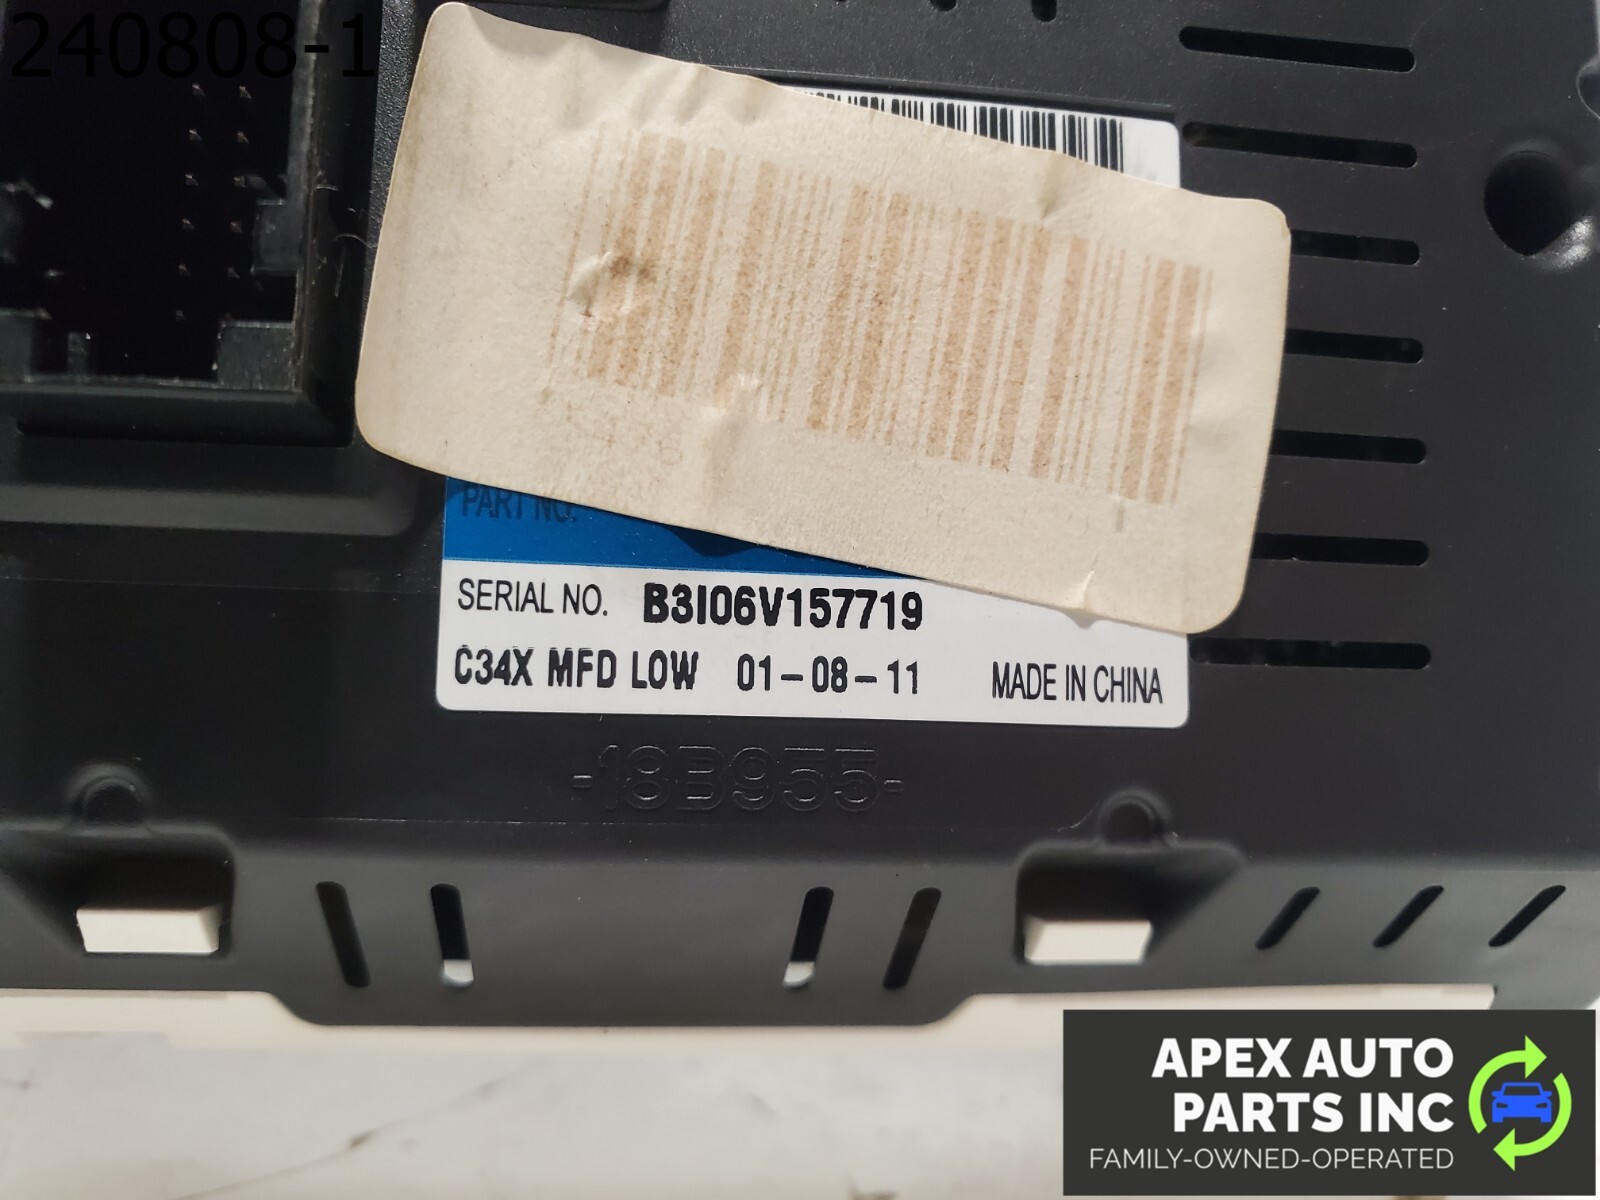 240808-1
PART NO.
SERIAL NO. B3I06V157719
C34X MFD LOW 01-08-11 MADE IN CHINA
-18B955-
APEX AUTO
PARTS INC
FAMILY-OWNED-OPERATED